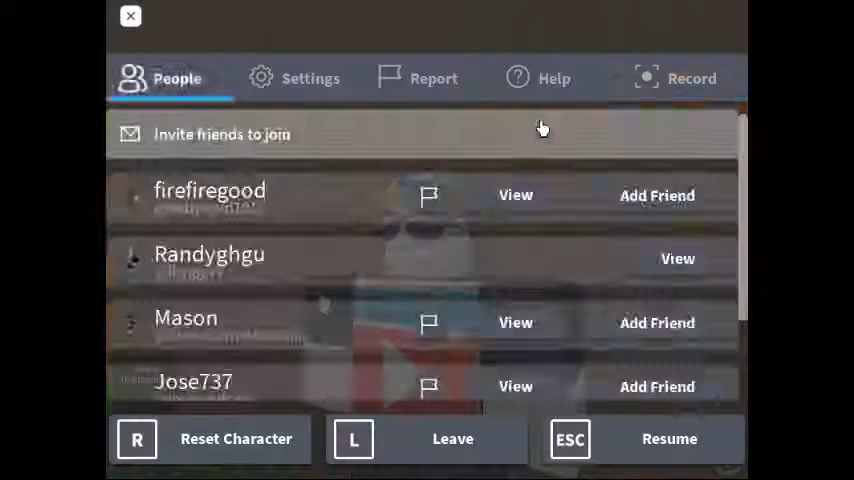 People
Settings
Report
Help
Record
Invite friends to join
firefiregood
View
Add Friend
Randyghgu
View
Mason
View
Add Friend
Jose737
View
Add Friend
R Reset Character
L Leave
ESC Resume